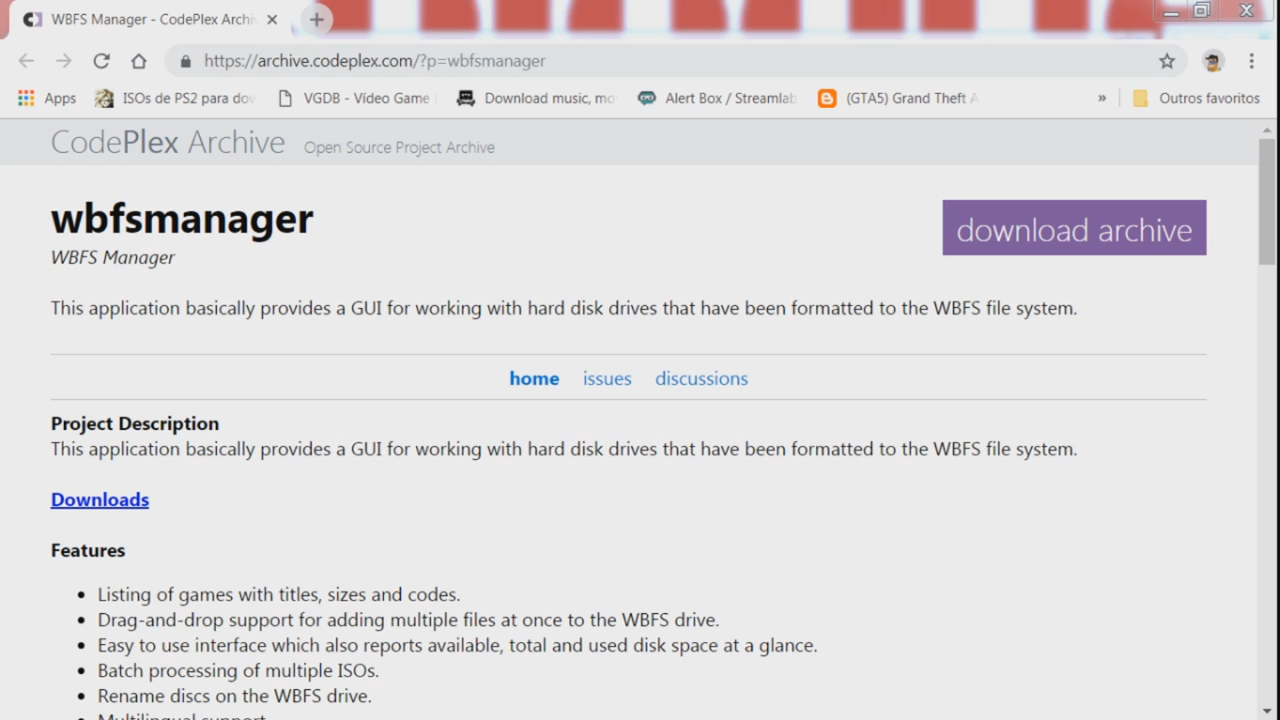 WBFS Manager - CodePlex Archi
https://archive.codeplex.com/?p=wbfsmanager
Apps ISOs de PS2 para dow VGDB - Vídeo Game Download music, mo Alert Box / Streamlab (GTA5) Grand Theft A » Outros favoritos
CodePlex Archive Open Source Project Archive
wbfsmanager
download archive
WBFS Manager
This application basically provides a GUI for working with hard disk drives that have been formatted to the WBFS file system.
home issues discussions
Project Description
This application basically provides a GUI for working with hard disk drives that have been formatted to the WBFS file system.
Downloads
Features
• Listing of games with titles, sizes and codes.
• Drag-and-drop support for adding multiple files at once to the WBFS drive.
• Easy to use interface which also reports available, total and used disk space at a glance.
• Batch processing of multiple ISOs.
• Rename discs on the WBFS drive.
• Multilingual support